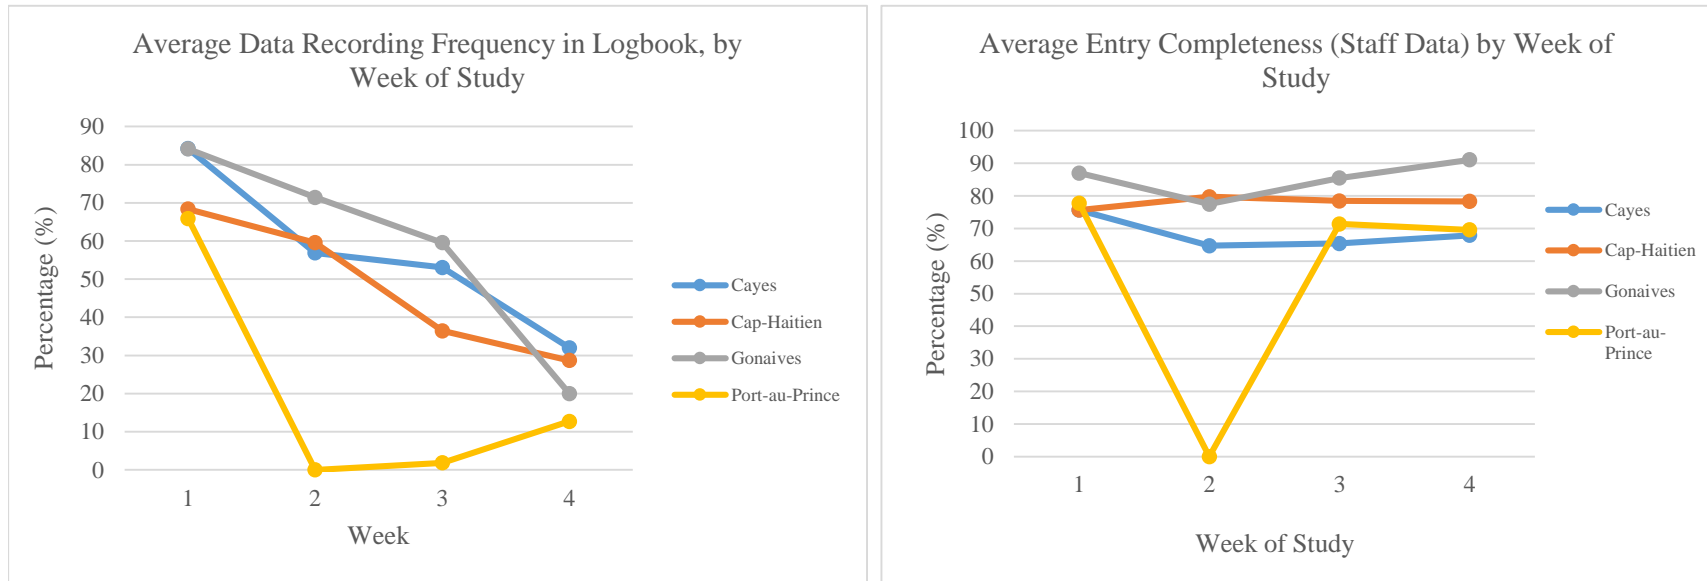 Average Data Recording Frequency in Logbook, by
Week of Study
Percentage (%)
90
80
70
60
50
40
30
20
10
0
1 2 3 4
Week
Cayes
Cap-Haitien
Gonaives
Port-au-Prince
Average Entry Completeness (Staff Data) by Week of
Study
Percentage (%)
100
90
80
70
60
50
40
30
20
10
0
1 2 3 4
Week of Study
Cayes
Cap-Haitien
Gonaives
Port-au-
Prince